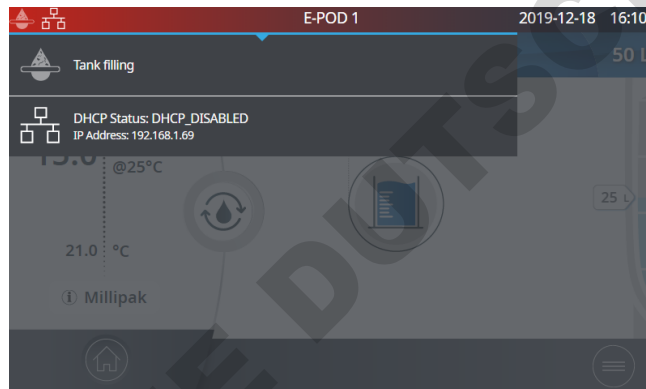 E-POD 1
2019-12-18 16:10
Tank filling
50 L
DHCP Status: DHCP_DISABLED
IP Address: 192.168.1.69
@25°C
25 L
21.0 °C
i Millipak
DUTSO